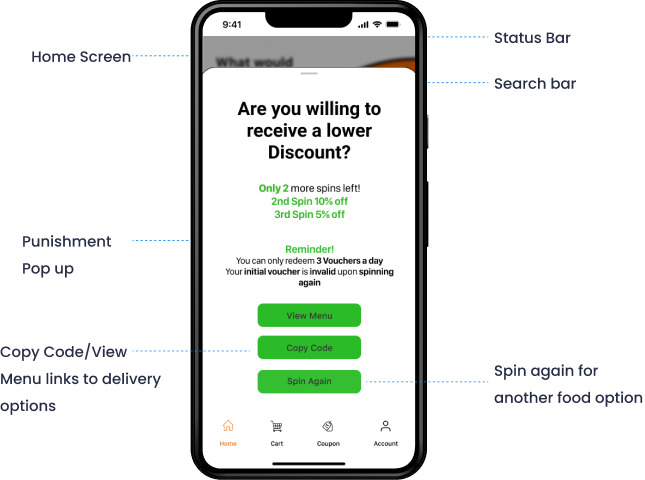 9:41
Status Bar
Home Screen
What would
Search bar
Are you willing to
receive a lower
Discount?
Only 2 more spins left!
2nd Spin 10% off
3rd Spin 5% off
Punishment
Pop up
Reminder!
You can only redeem 3 Vouchers a day
Your initial voucher is invalid upon spinning
again
View Menu
Copy Code
Spin Again
Copy Code/View
Menu links to delivery
options
Spin again for
another food option
Home
Cart
Coupon
Account